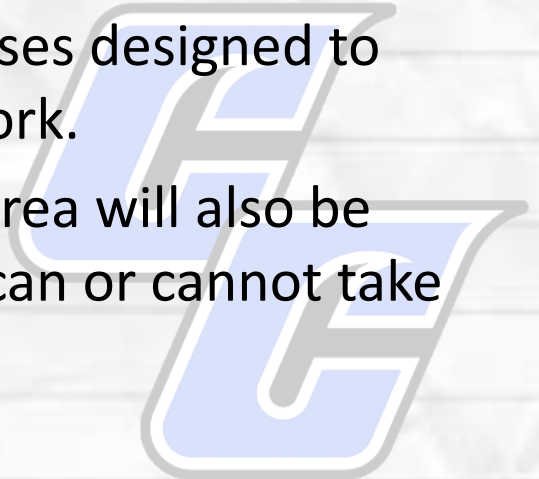 ses designed to
ork.
rea will also be
can or cannot take